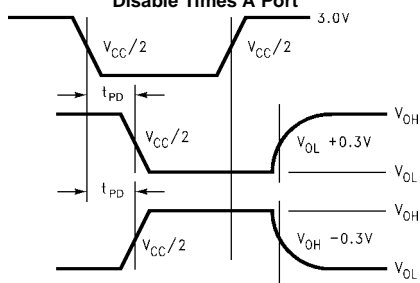 Disable Times A Port
3.0V
V_CC/2 V_CC/2
t_PD
V_OH
V_CC/2 V_OL +0.3V
V_OL
t_PD
V_OH
V_CC/2 V_OH −0.3V
V_OL